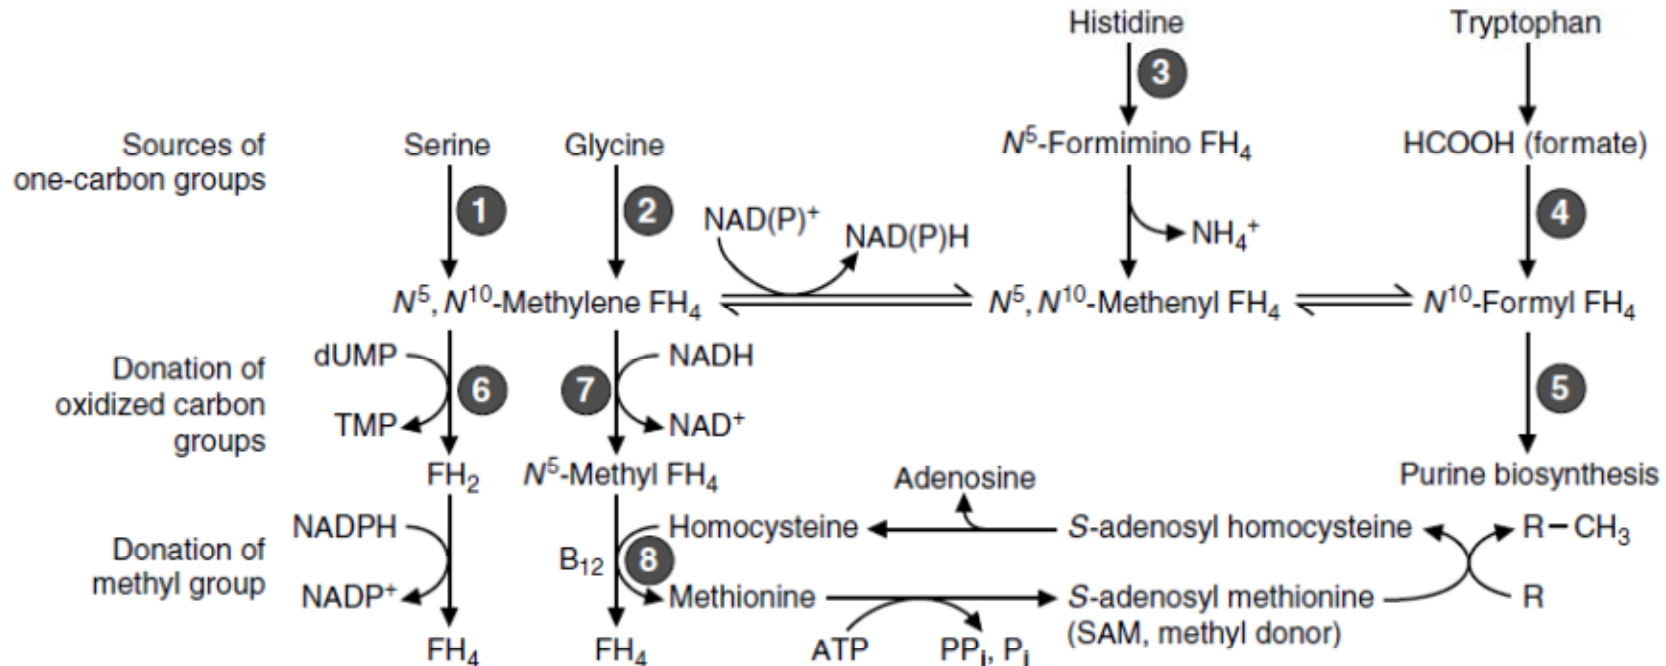 Histidine
Tryptophan
3
Sources of
one-carbon groups
Serine
Glycine
N⁵-Formimino FH₄
HCOOH (formate)
1
2
NAD(P)⁺
NAD(P)H
NH₄⁺
4
N⁵, N¹⁰-Methylene FH₄
N⁵, N¹⁰-Methenyl FH₄
N¹⁰-Formyl FH₄
Donation of
oxidized carbon
groups
dUMP
6
TMP
7
NADH
NAD⁺
5
FH₂
N⁵-Methyl FH₄
Adenosine
Purine biosynthesis
Donation of
methyl group
NADPH
NADP⁺
B₁₂
8
Homocysteine
S-adenosyl homocysteine
R–CH₃
Methionine
S-adenosyl methionine
(SAM, methyl donor)
R
FH₄
FH₄
ATP
PPᵢ, Pᵢ